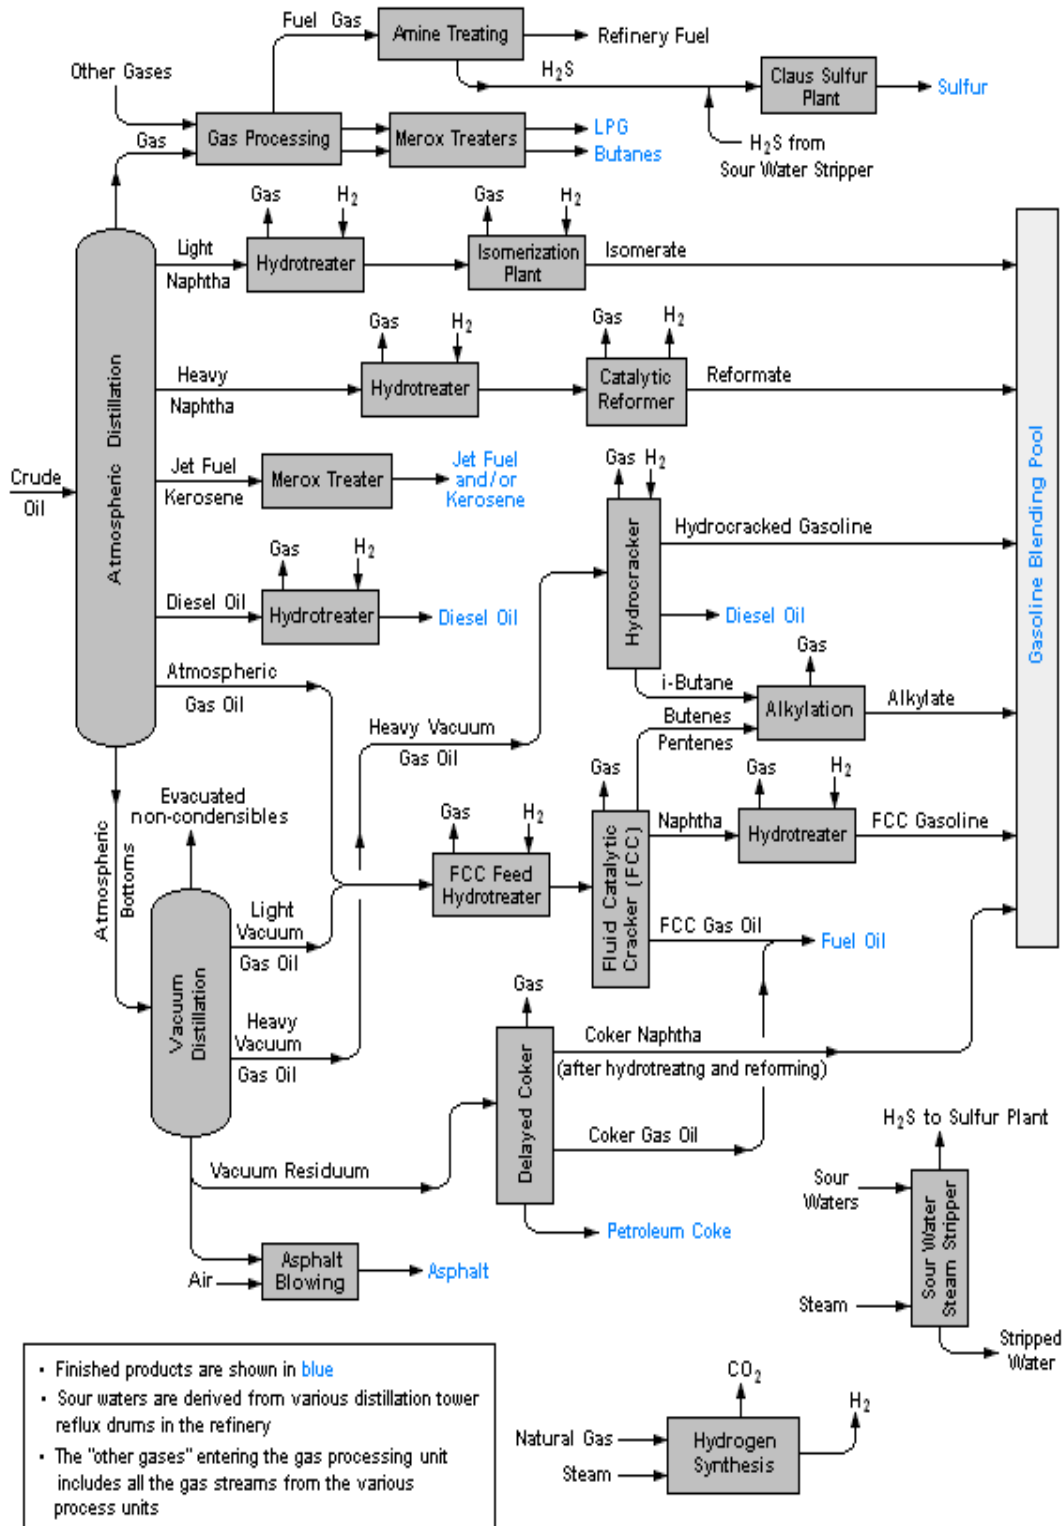 Fuel Gas
Amine Treating
Refinery Fuel
H2S
Other Gases
Claus Sulfur
Plant
Sulfur
Gas
Gas Processing
Merox Treaters
LPG
Butanes
H2S from
Sour Water Stripper
Gas
H2
Gas
H2
Light
Naphtha
Hydrotreater
Isomerization
Plant
Isomerate
Gas
H2
Gas
H2
Heavy
Naphtha
Hydrotreater
Catalytic
Reformer
Reformate
Atmospheric Distillation
Crude
Oil
Jet Fuel
Kerosene
Merox Treater
Jet Fuel
and/or
Kerosene
Gas
H2
Hydrocracker
Hydrocracked Gasoline
Gasoline Blending Pool
Gas
H2
Diesel Oil
Hydrotreater
Diesel Oil
Diesel Oil
Atmospheric
Gas Oil
i-Butane
Gas
Alkylation
Alkylate
Butenes
Pentenes
Heavy Vacuum
Gas Oil
Evacuated
non-condensibles
Atmospheric
Bottoms
Gas
H2
FCC Feed
Hydrotreater
Gas
Fluid Catalytic
Cracker (FCC)
Naphtha
Gas
H2
Hydrotreater
FCC Gasoline
Light
Vacuum
Gas Oil
FCC Gas Oil
Fuel Oil
Vacuum
Distillation
Heavy
Vacuum
Gas Oil
Gas
Delayed Coker
Coker Naphtha
(after hydrotreatng and reforming)
Coker Gas Oil
Vacuum Residuum
Petroleum Coke
Air
Asphalt
Blowing
Asphalt
H2S to Sulfur Plant
Sour
Waters
Sour Water
Steam Stripper
Steam
Stripped
Water
• Finished products are shown in blue
• Sour waters are derived from various distillation tower
reflux drums in the refinery
• The "other gases" entering the gas processing unit
includes all the gas streams from the various
process units
CO2
H2
Natural Gas
Steam
Hydrogen
Synthesis